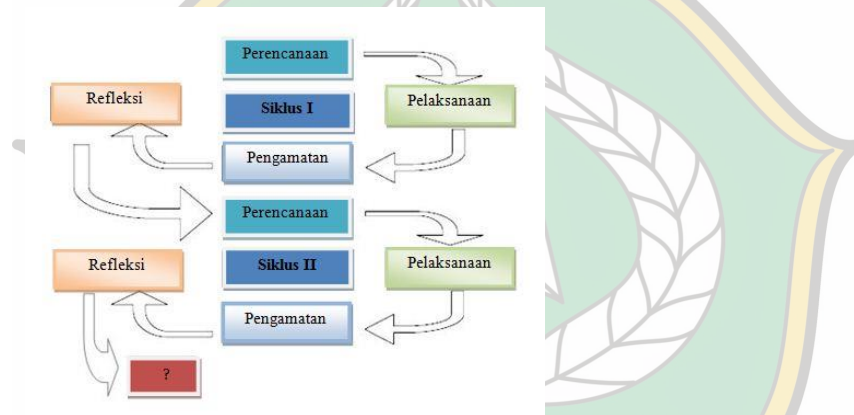 Perencanaan
Refleksi
Siklus I
Pelaksanaan
Pengamatan
Perencanaan
Refleksi
Siklus II
Pelaksanaan
Pengamatan
?